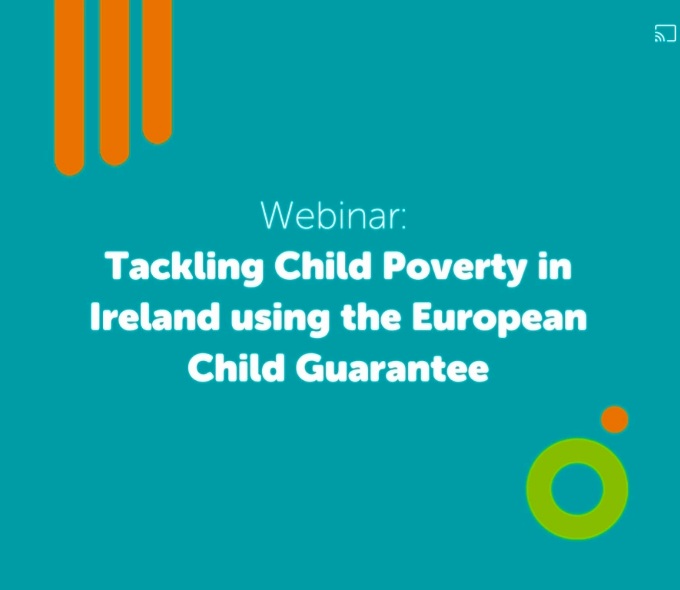 Webinar:
Tackling Child Poverty in
Ireland using the European
Child Guarantee